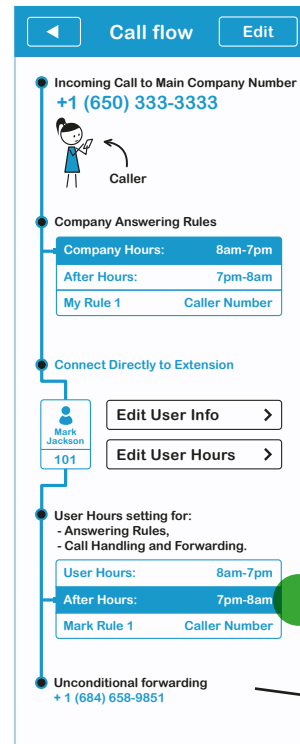 Call flow
Edit
Incoming Call to Main Company Number
+1 (650) 333-3333
Caller
Company Answering Rules
Company Hours: 8am-7pm
After Hours: 7pm-8am
My Rule 1 Caller Number
Connect Directly to Extension
Mark
Jackson
101
Edit User Info
Edit User Hours
User Hours setting for:
- Answering Rules,
- Call Handling and Forwarding.
User Hours: 8am-7pm
After Hours: 7pm-8am
Mark Rule 1 Caller Number
Unconditional forwarding
+ 1 (684) 658-9851